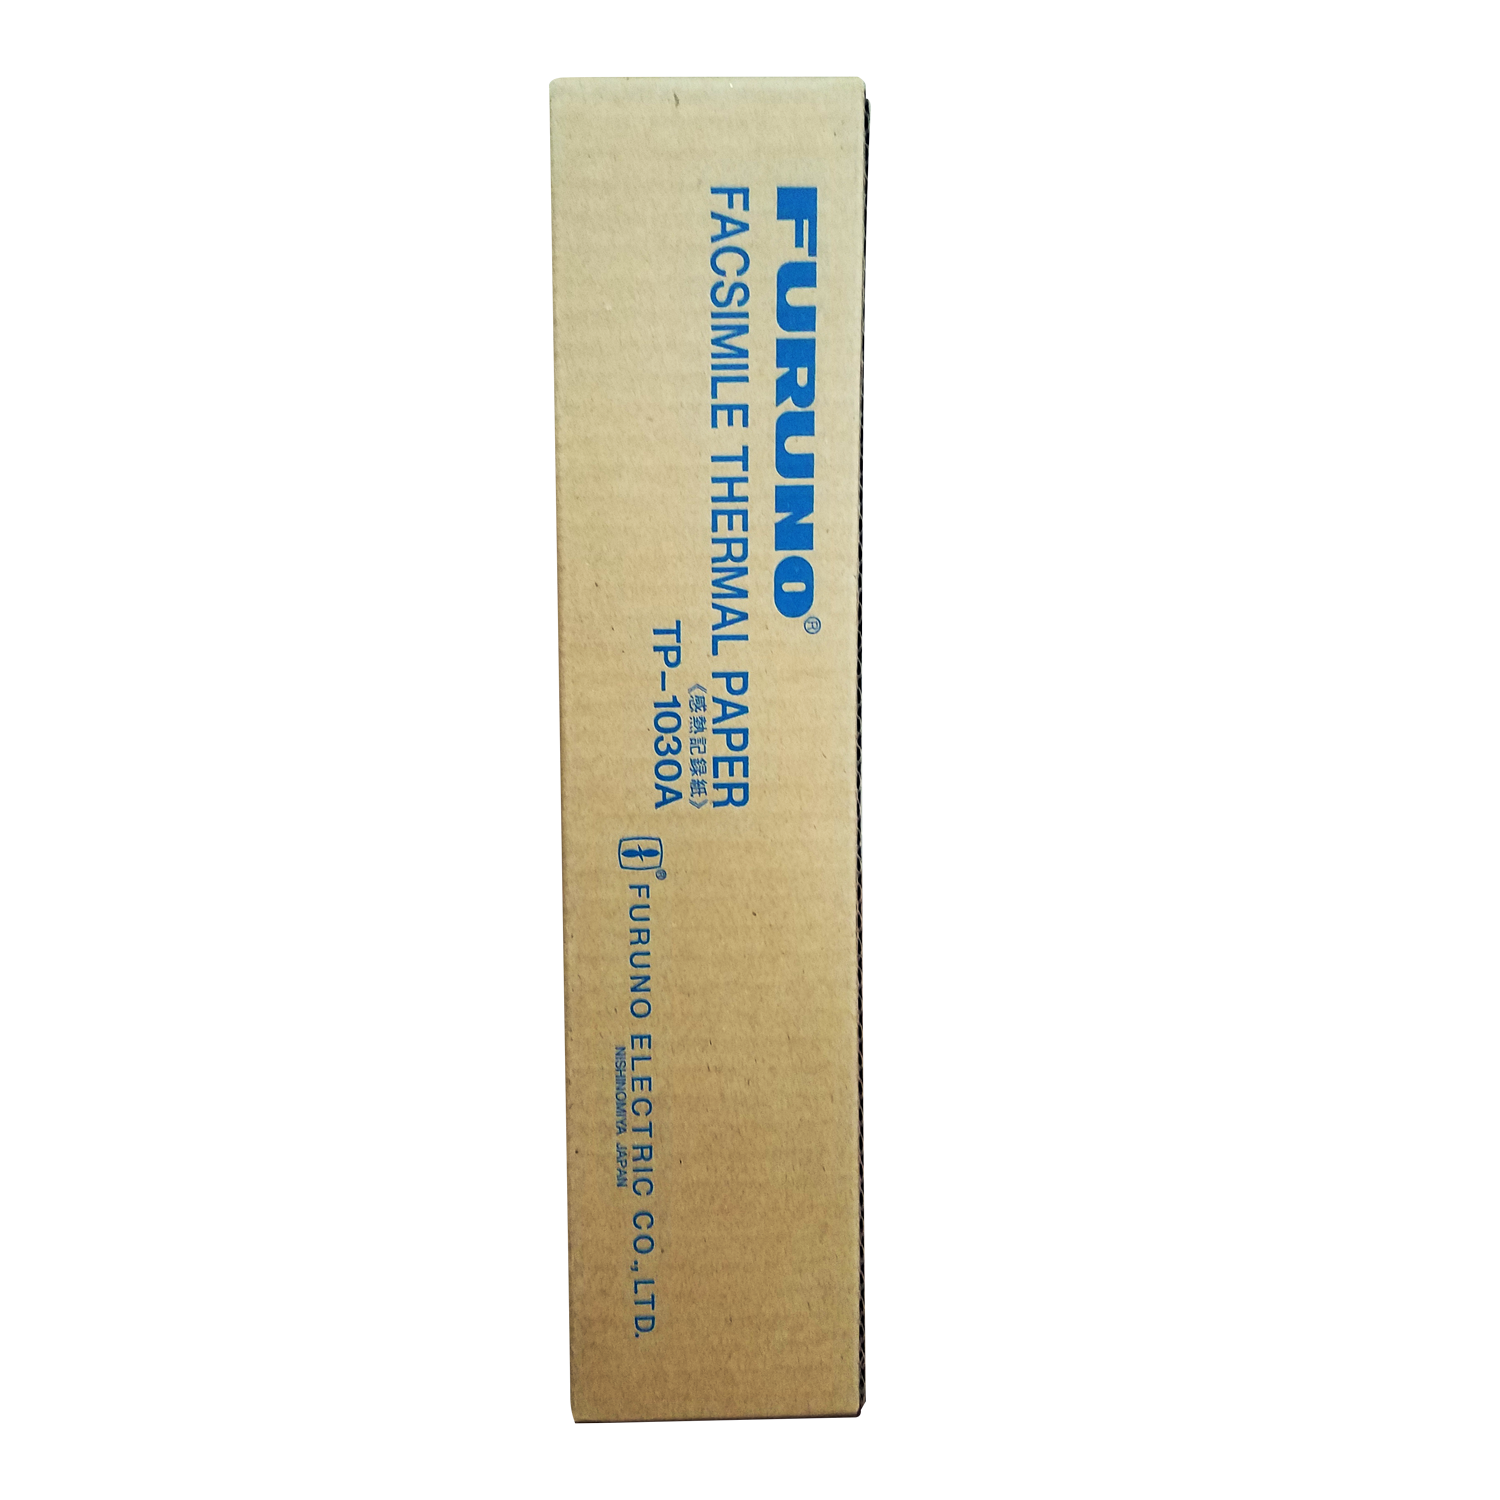 FURUNO®
FACSIMILE THERMAL PAPER
《感熱記録紙》
TP-1030A
® FURUNO ELECTRIC CO., LTD.
NISHINOMIYA JAPAN